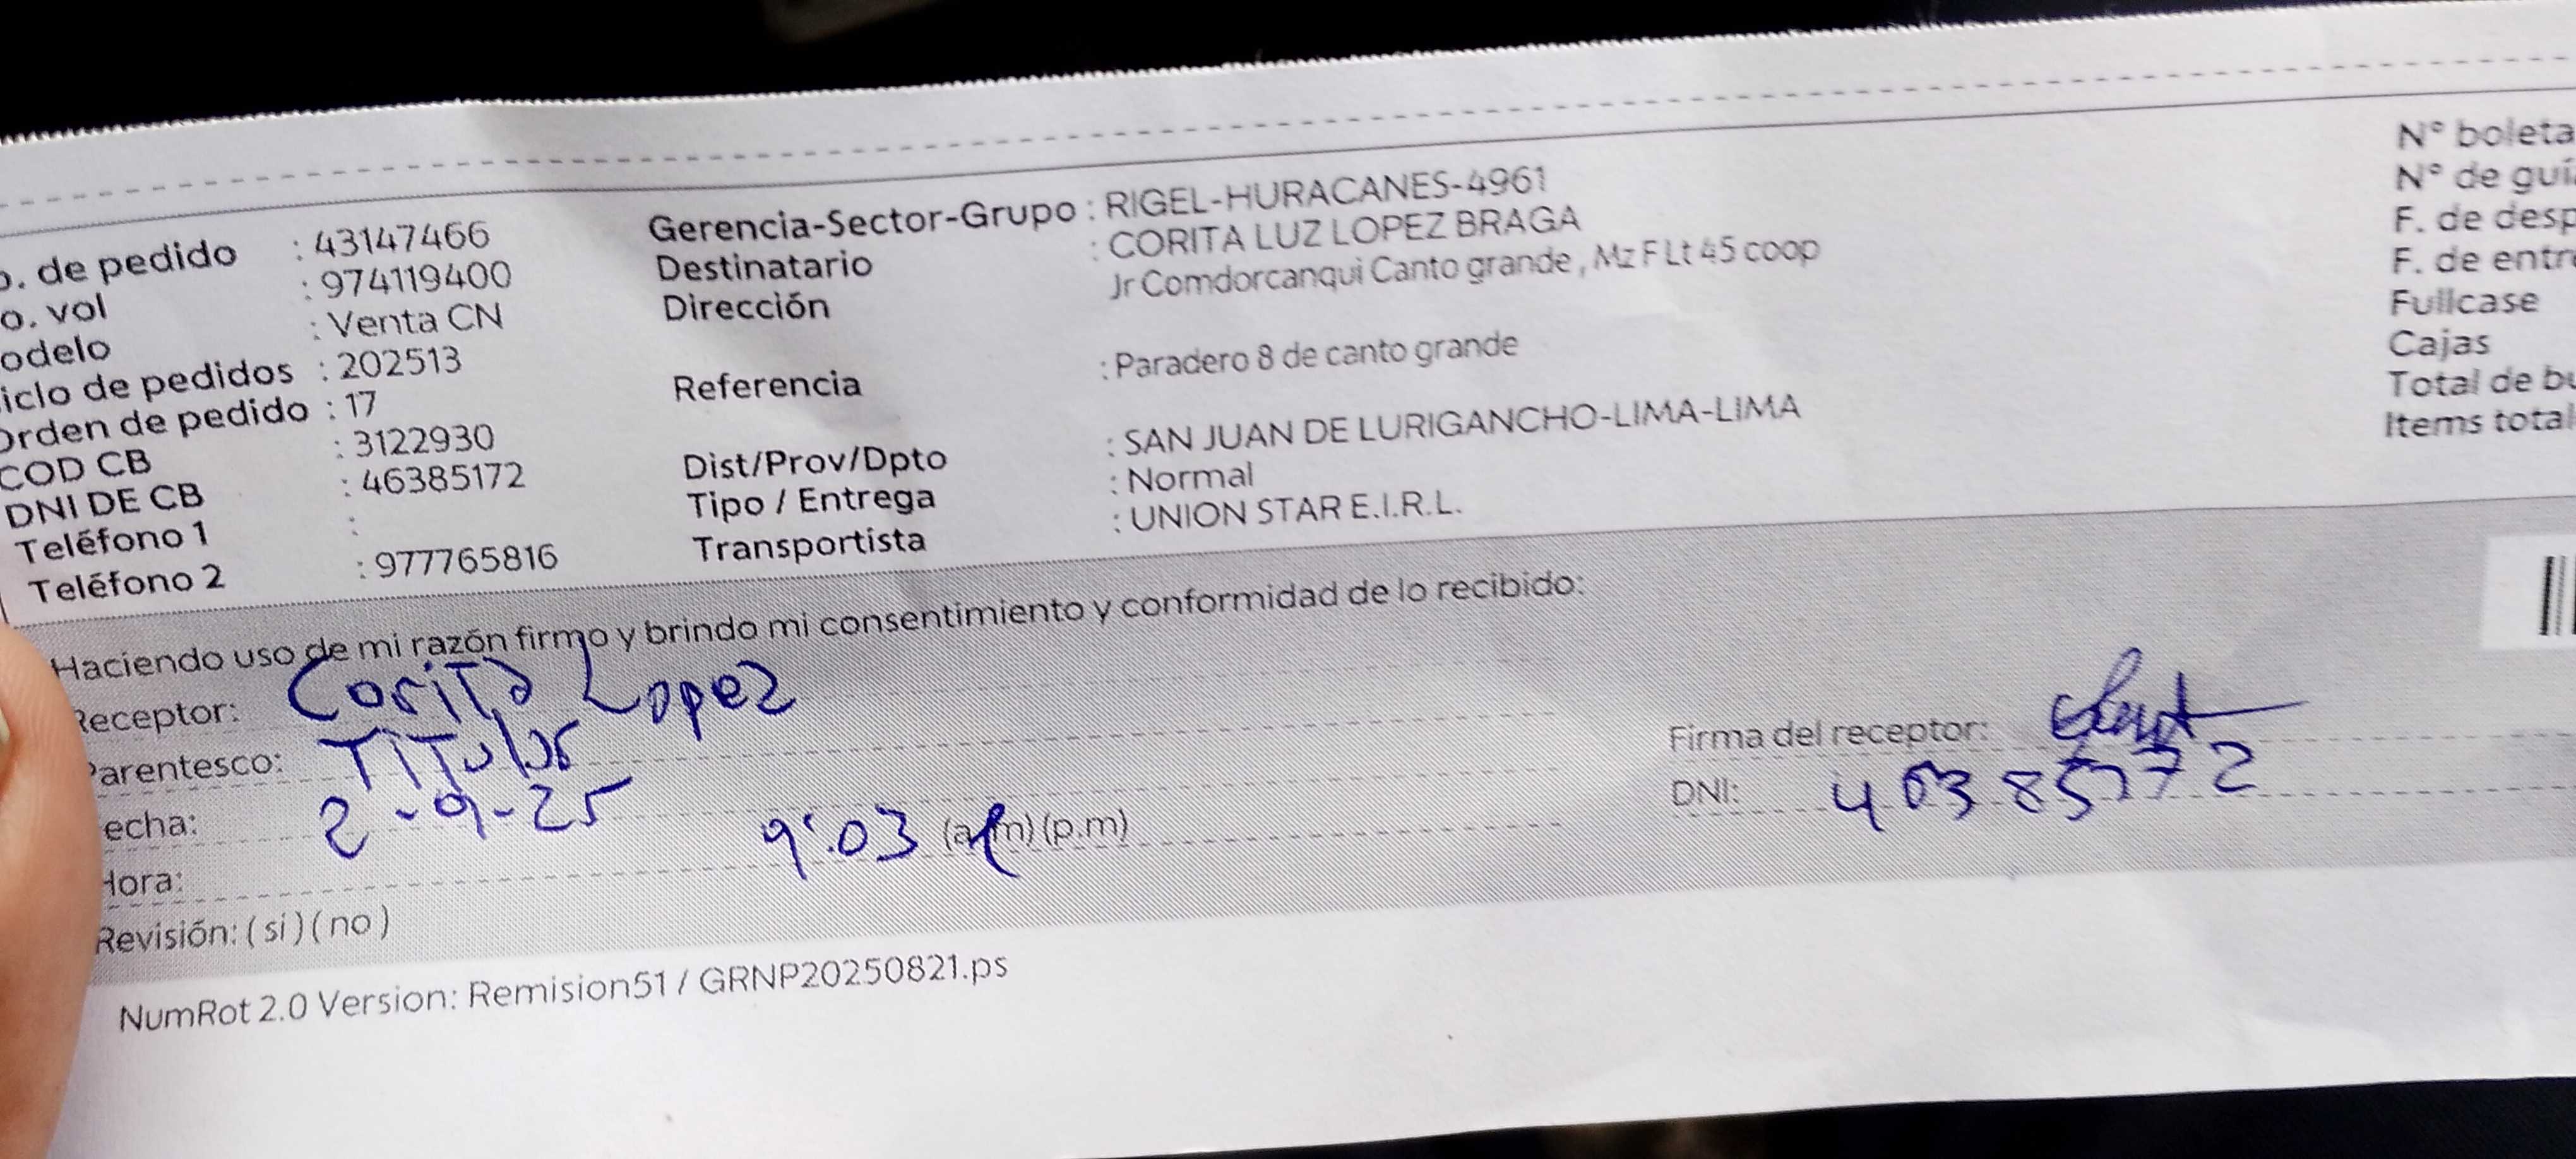 o. de pedido : 43147466
o. vol : 974119400
odelo : Venta CN
iclo de pedidos : 202513
Orden de pedido : 17
COD CB : 3122930
DNI DE CB : 46385172
Teléfono 1 :
Teléfono 2 : 977765816
Gerencia-Sector-Grupo : RIGEL-HURACANES-4961
Destinatario : CORITA LUZ LOPEZ BRAGA
Dirección Jr Comdorcanqui Canto grande , Mz F Lt 45 coop
Referencia : Paradero 8 de canto grande
Dist/Prov/Dpto : SAN JUAN DE LURIGANCHO-LIMA-LIMA
Tipo / Entrega : Normal
Transportista : UNION STAR E.I.R.L.
N° boleta
N° de guía
F. de desp
F. de entre
Fullcase
Cajas
Total de bu
Items total
Haciendo uso de mi razón firmo y brindo mi consentimiento y conformidad de lo recibido:
Receptor: Corita Lopez
Parentesco: Titular
echa: 2-9-25
Hora: 9:03 (a.m) (p.m)
Revisión: ( si ) ( no )
Firma del receptor:
DNI: 46385172
NumRot 2.0 Version: Remision51 / GRNP20250821.ps